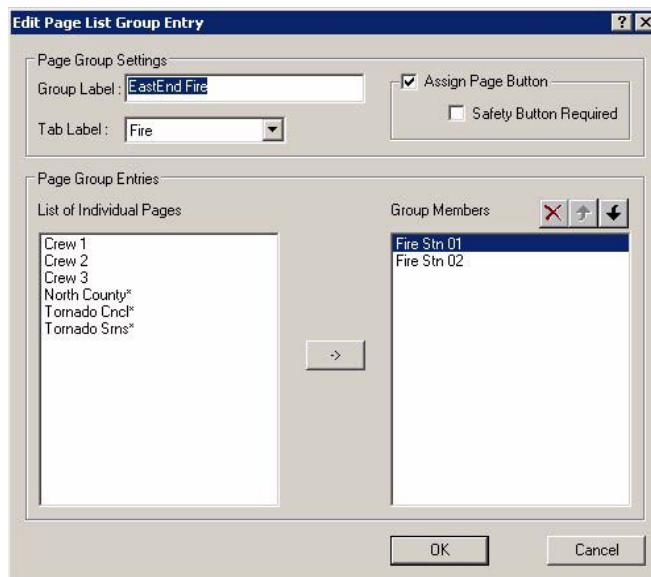 Edit Page List Group Entry
Page Group Settings
Group Label : EastEnd Fire
Tab Label : Fire
Assign Page Button
Safety Button Required
Page Group Entries
List of Individual Pages
Crew 1
Crew 2
Crew 3
North County*
Tornado Cncl*
Tornado Srns*
->
Group Members
Fire Stn 01
Fire Stn 02
OK
Cancel